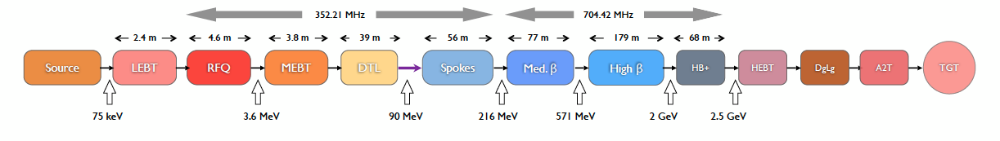 352.21 MHz 704.42 MHz
2.4 m 4.6 m 3.8 m 39 m 56 m 77 m 179 m 68 m
Source LEBT RFQ MEBT DTL Spokes Med. β High β HB+ HEBT DgLg A2T TGT
75 keV 3.6 MeV 90 MeV 216 MeV 571 MeV 2 GeV 2.5 GeV